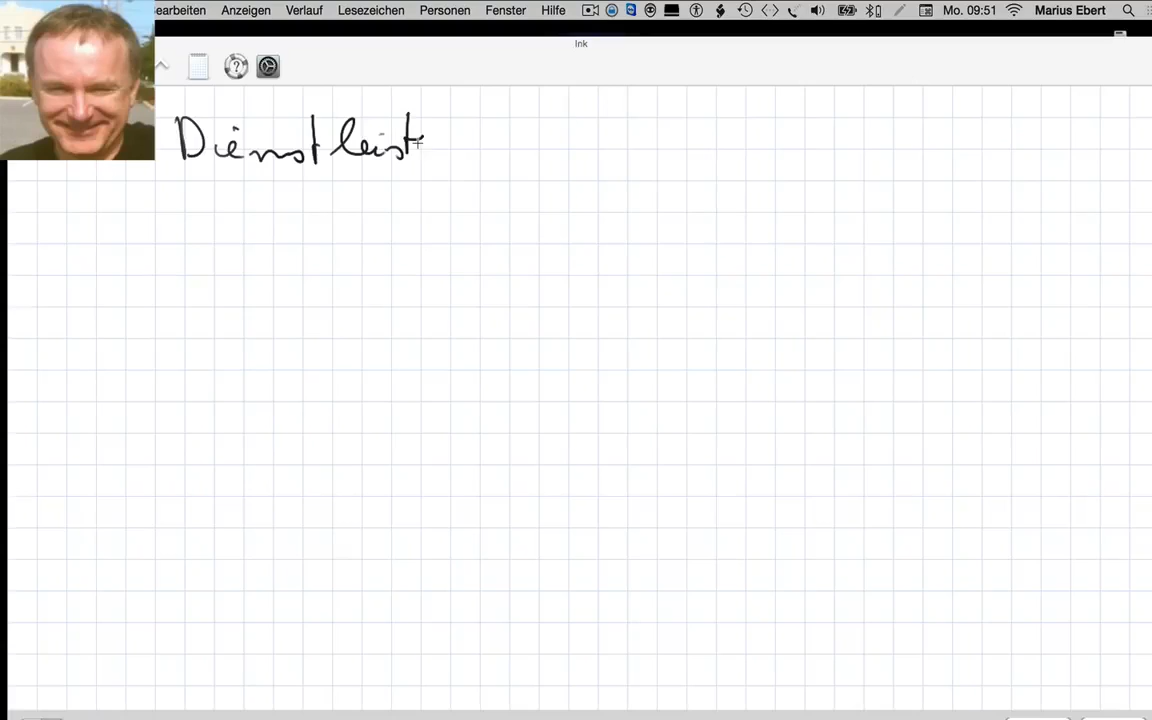 earbeiten Anzeigen Verlauf Lesezeichen Personen Fenster Hilfe Mo. 09:51 Marius Ebert
Ink
?
Dienstleist